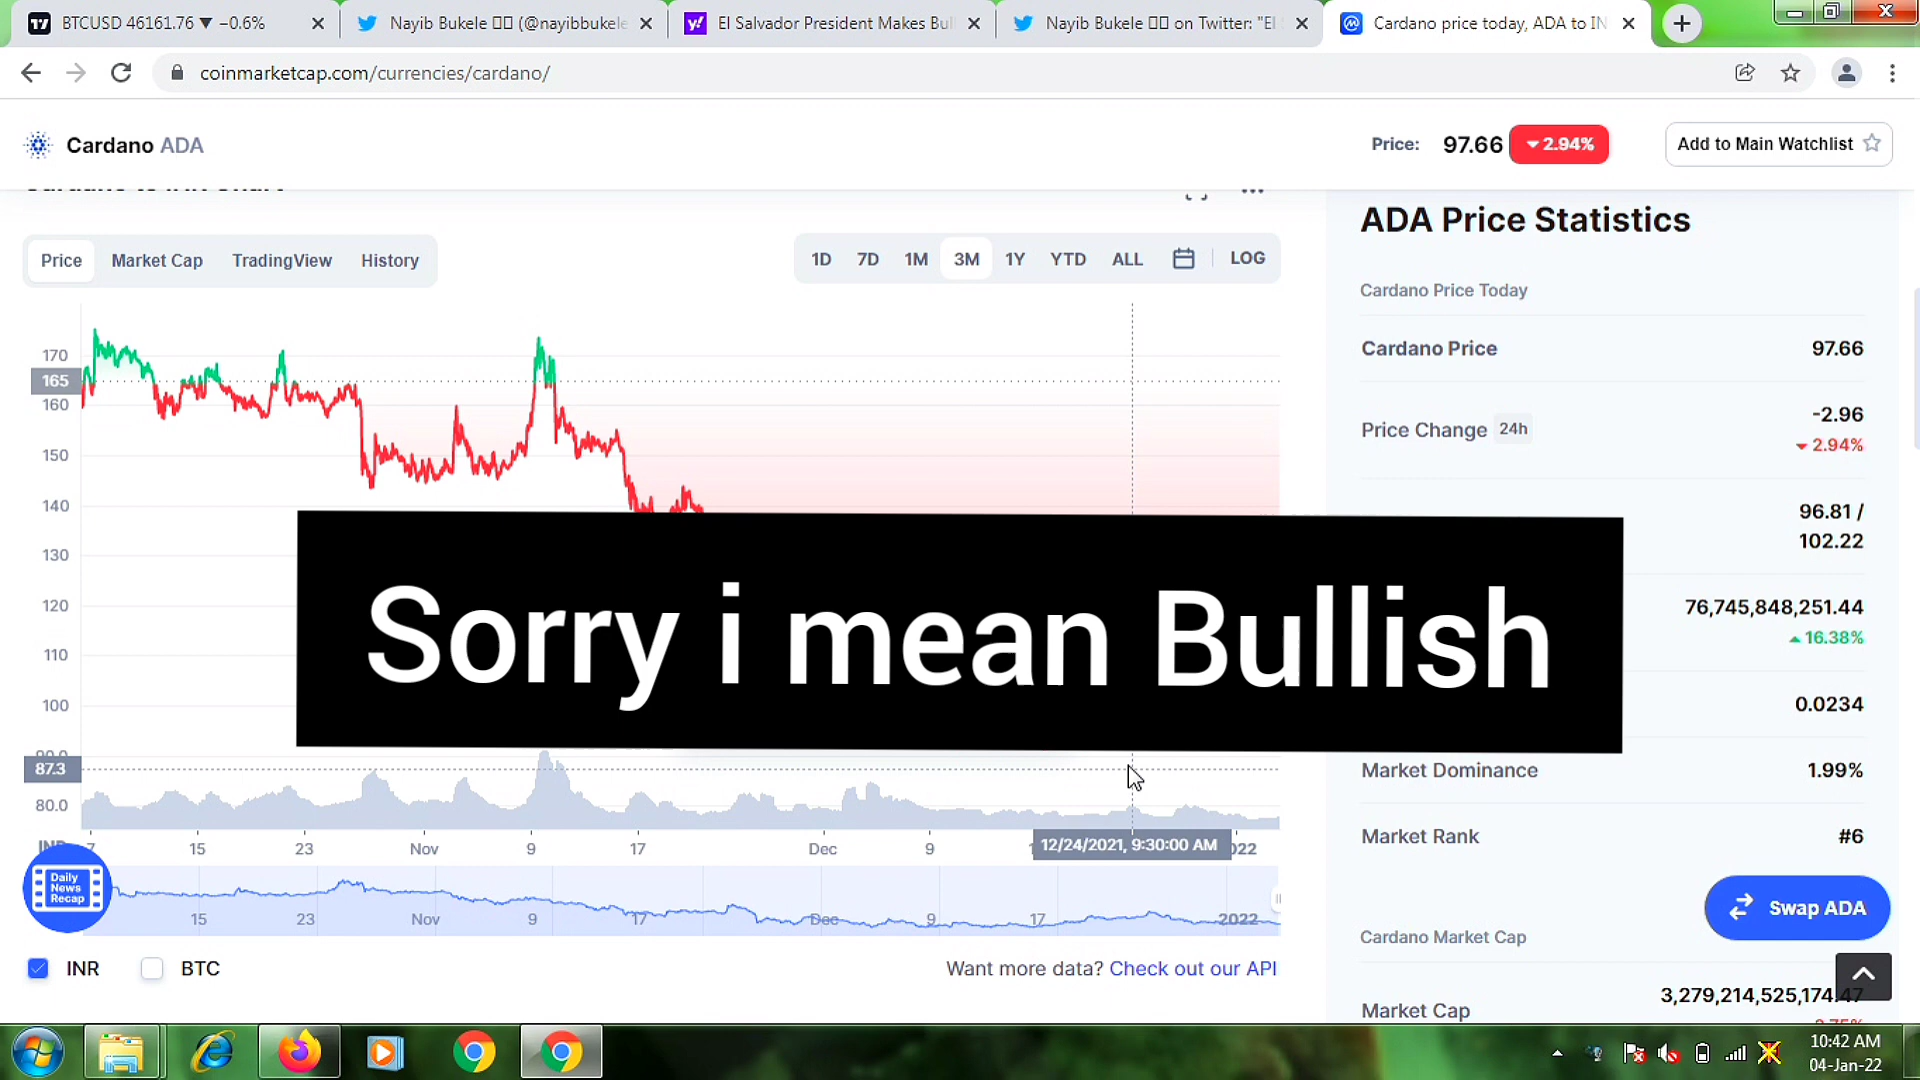 BTCUSD 46161.76 ▼ −0.6%
Nayib Bukele (@nayibbukele
El Salvador President Makes Bul
Nayib Bukele on Twitter: "El
Cardano price today, ADA to IN
coinmarketcap.com/currencies/cardano/
Cardano ADA
Price: 97.66 2.94%
Add to Main Watchlist
Price Market Cap TradingView History
1D 7D 1M 3M 1Y YTD ALL LOG
170
165
160
150
140
130
120
110
100
87.3
80.0
7 15 23 Nov 9 17 Dec 9
12/24/2021, 9:30:00 AM
15 23 Nov 9 17 Dec 9 17 2022
Daily
News
Recap
INR BTC
Want more data? Check out our API
Sorry i mean Bullish
ADA Price Statistics
Cardano Price Today
Cardano Price 97.66
Price Change 24h -2.96
2.94%
96.81 /
102.22
76,745,848,251.44
16.38%
0.0234
Market Dominance 1.99%
Market Rank #6
Swap ADA
Cardano Market Cap
Market Cap 3,279,214,525,174.47
10:42 AM
04-Jan-22